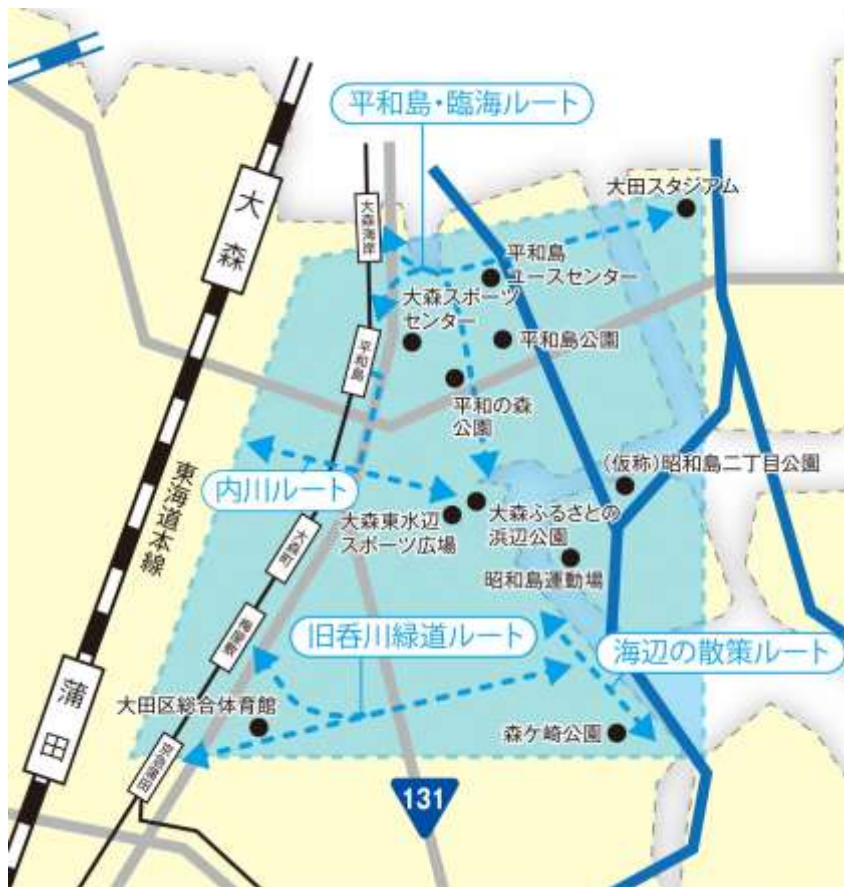 平和島・臨海ルート
大森
大森海岸
大田スタジアム
平和島
ユースセンター
大森スポーツ
センター
平和島公園
平和島
平和の森
公園
(仮称)昭和島二丁目公園
内川ルート
東海道本線
大森東水辺
スポーツ広場
大森ふるさとの
浜辺公園
大森町
昭和島運動場
梅屋敷
旧呑川緑道ルート
海辺の散策ルート
蒲田
大田区総合体育館
森ケ崎公園
京急蒲田
131